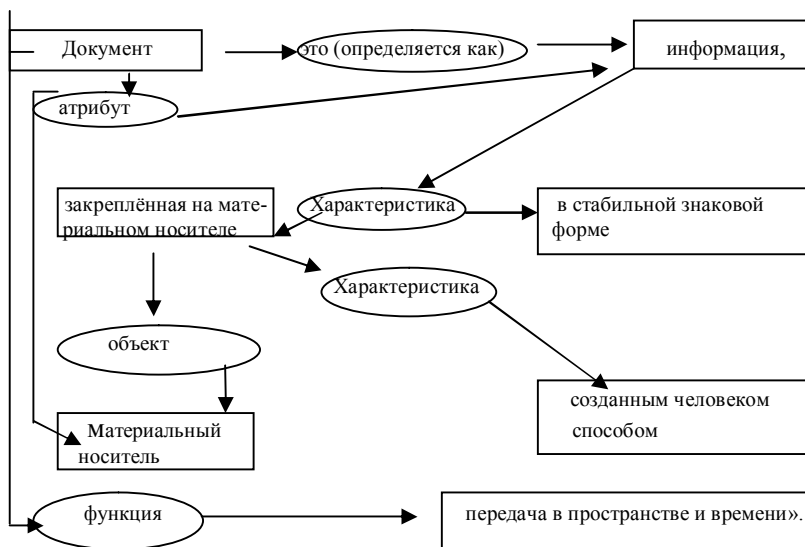 Документ
это (определяется как)
информация,
атрибут
закреплённая на мате-
риальном носителе
Характеристика
в стабильной знаковой
форме
Характеристика
объект
созданным человеком
способом
Материальный
носитель
функция
передача в пространстве и времени».